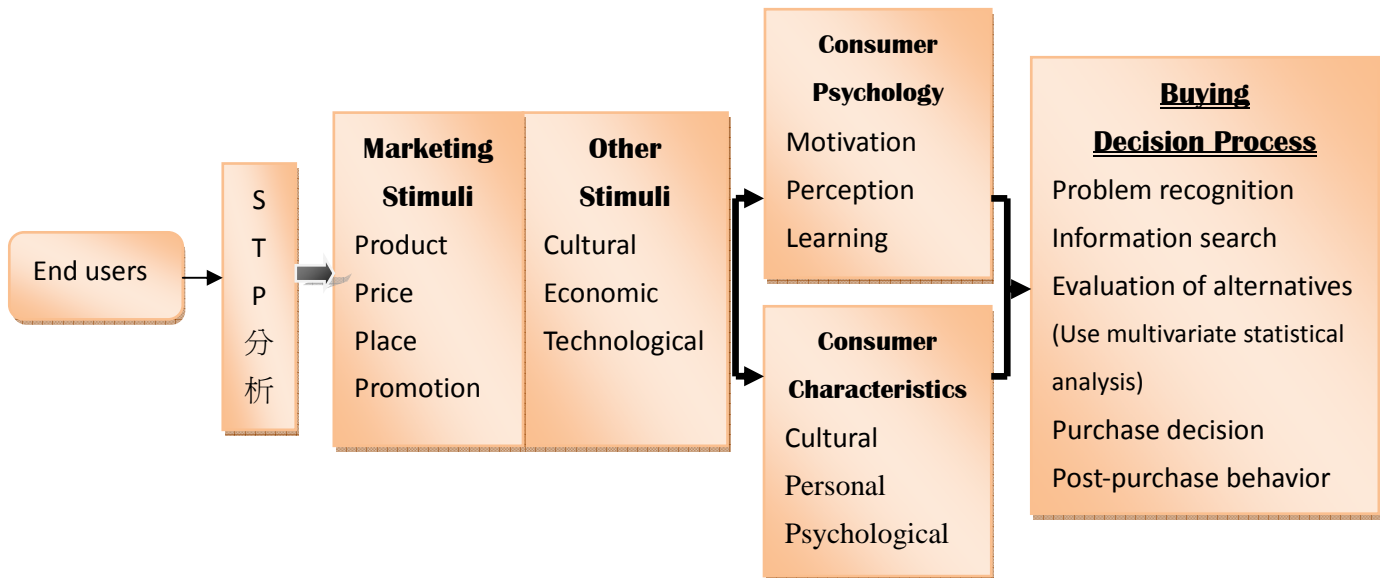 End users
S
T
P
分
析
Marketing
Stimuli
Product
Price
Place
Promotion
Other
Stimuli
Cultural
Economic
Technological
Consumer
Psychology
Motivation
Perception
Learning
Consumer
Characteristics
Cultural
Personal
Psychological
Buying
Decision Process
Problem recognition
Information search
Evaluation of alternatives
(Use multivariate statistical
analysis)
Purchase decision
Post-purchase behavior